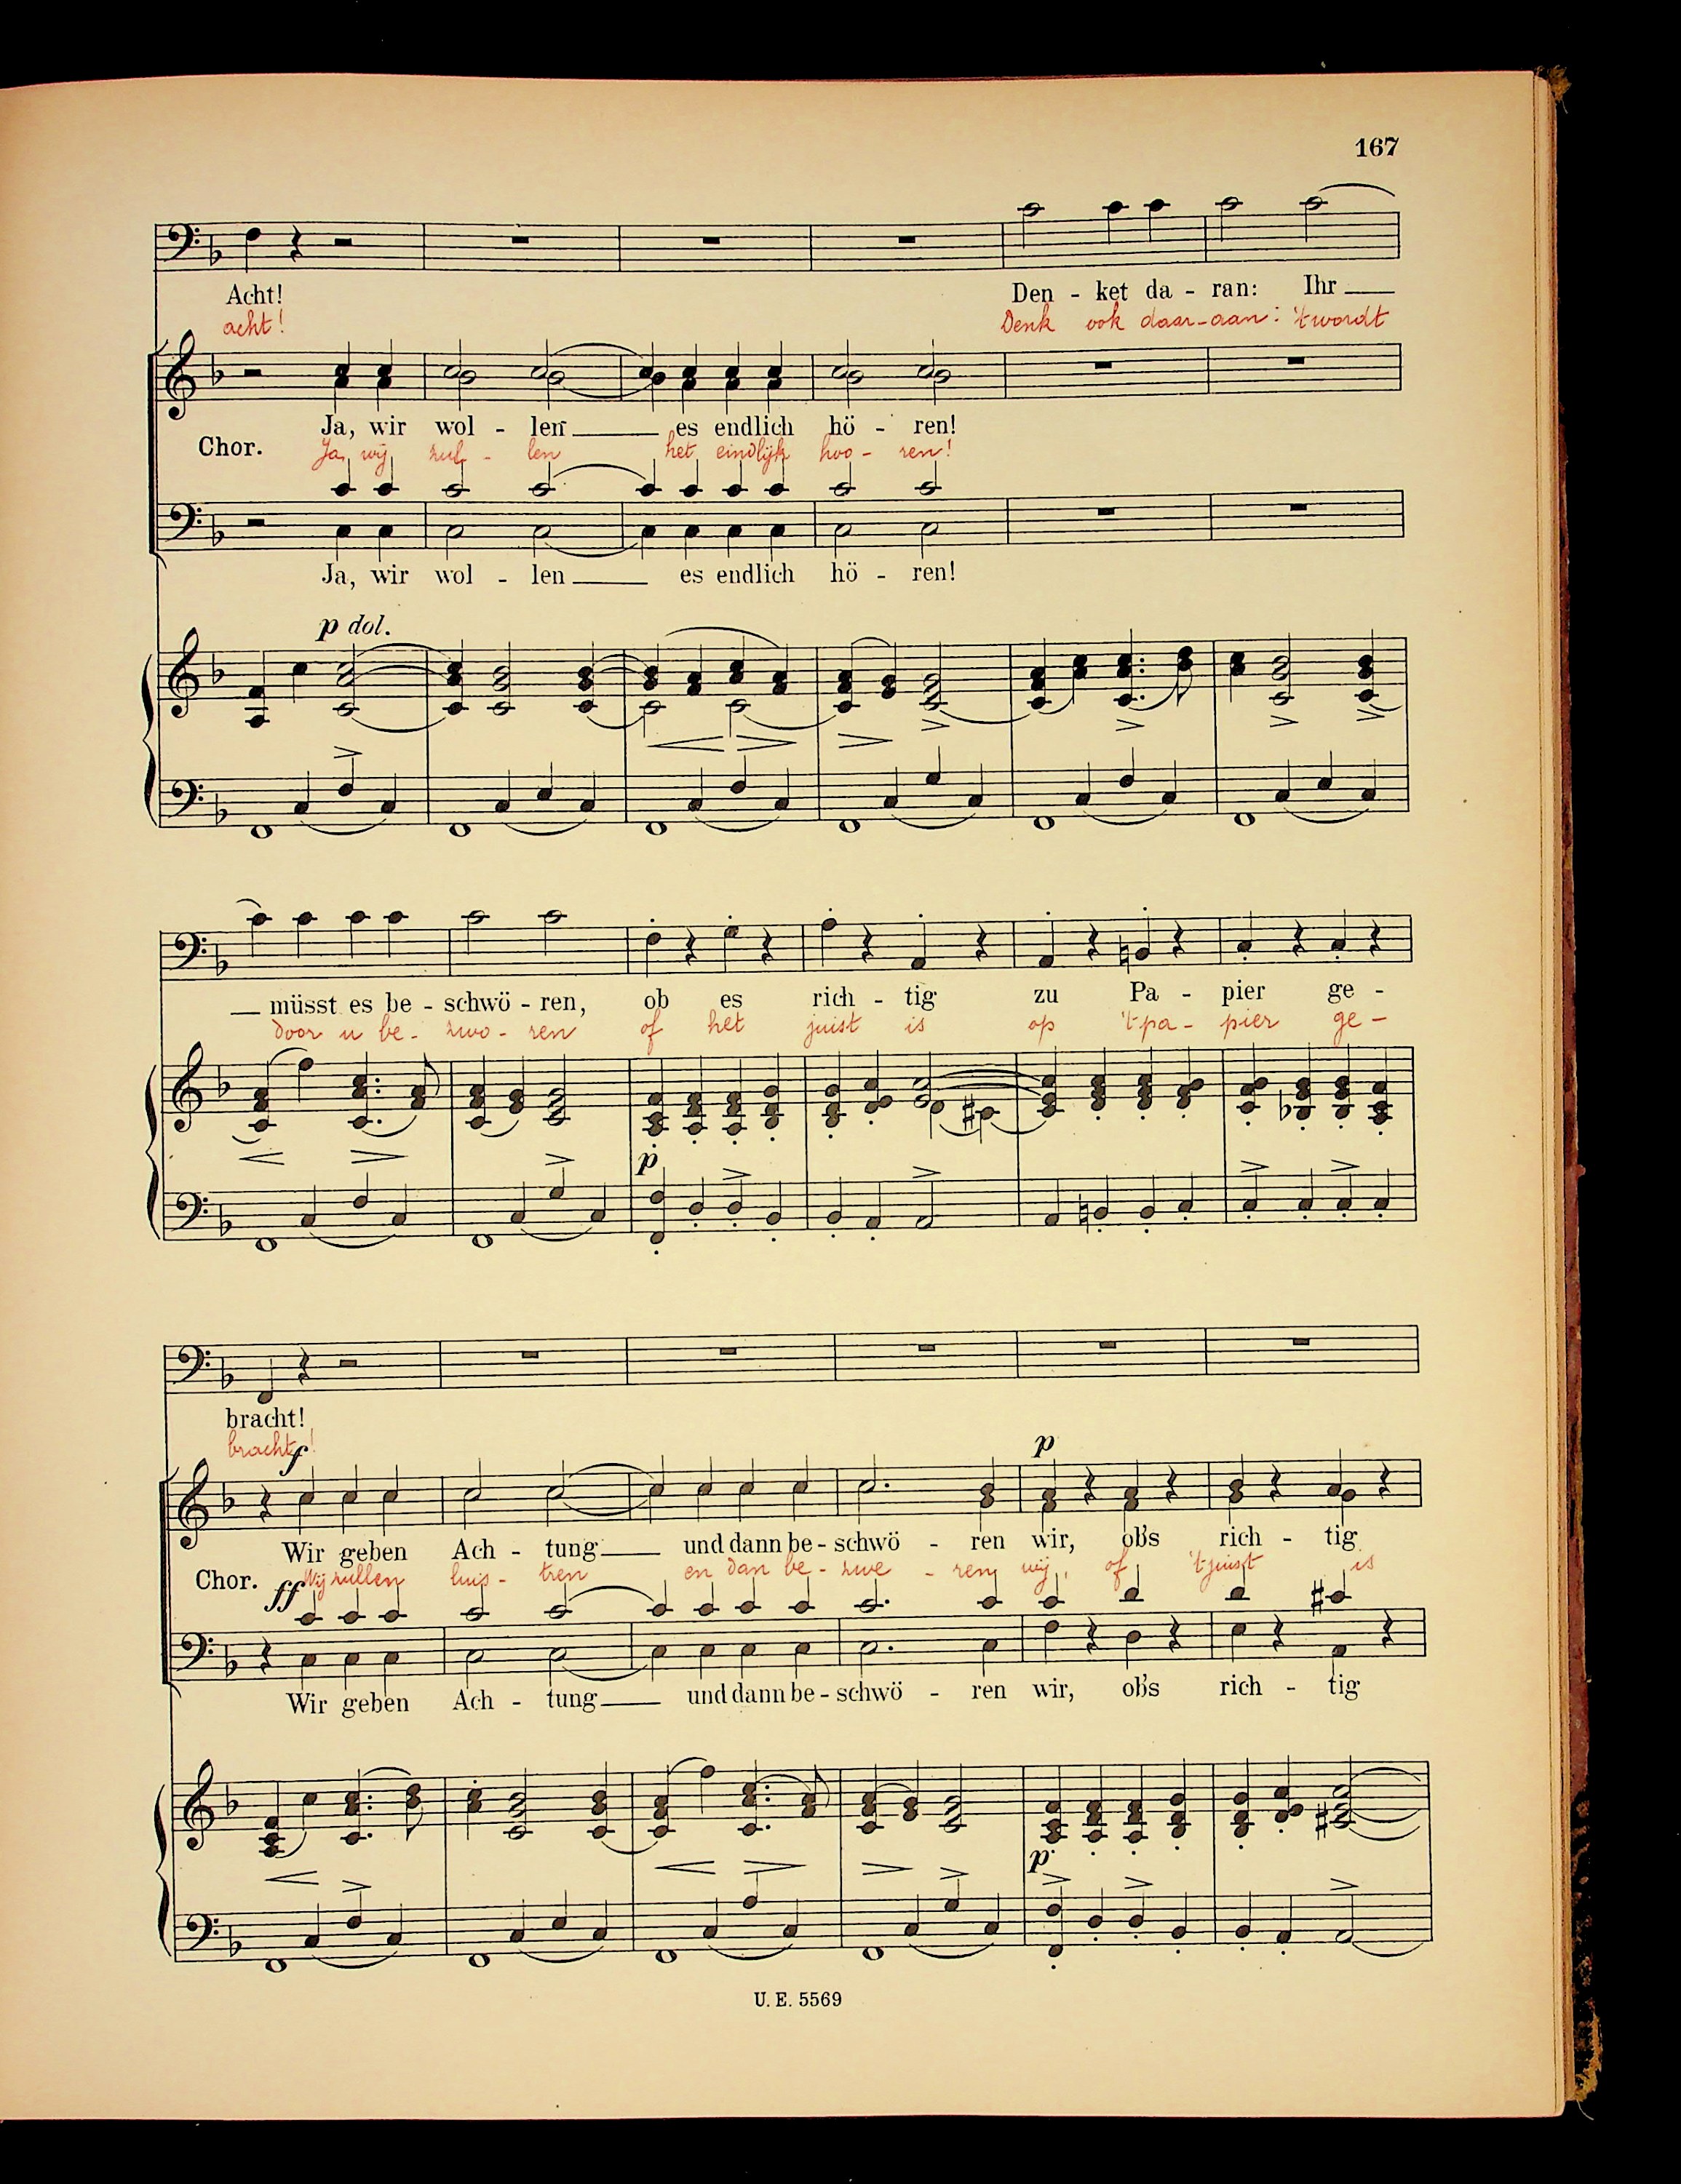 167
Acht! Den - ket da - ran: Ihr
acht! Denk ook daar-aan: 't wordt
Ja, wir wol - len es endlich hö - ren!
Chor.
Ja, wij zul - len het eindlijk hoo - ren!
Ja, wir wol - len es endlich hö - ren!
p dol.
müsst es be - schwö - ren, ob es rich - tig zu Pa - pier ge -
door u be - zwo - ren of het juist is op 't pa - pier ge -
p
bracht!
bracht!
f
p
Wir geben Ach - tung und dann be - schwö - ren wir, ob's rich - tig
Chor.
Wij zullen luis - tren en dan be - zwe - ren wij, of 't juist is
ff
Wir geben Ach - tung und dann be - schwö - ren wir, ob's rich - tig
p
U. E. 5569